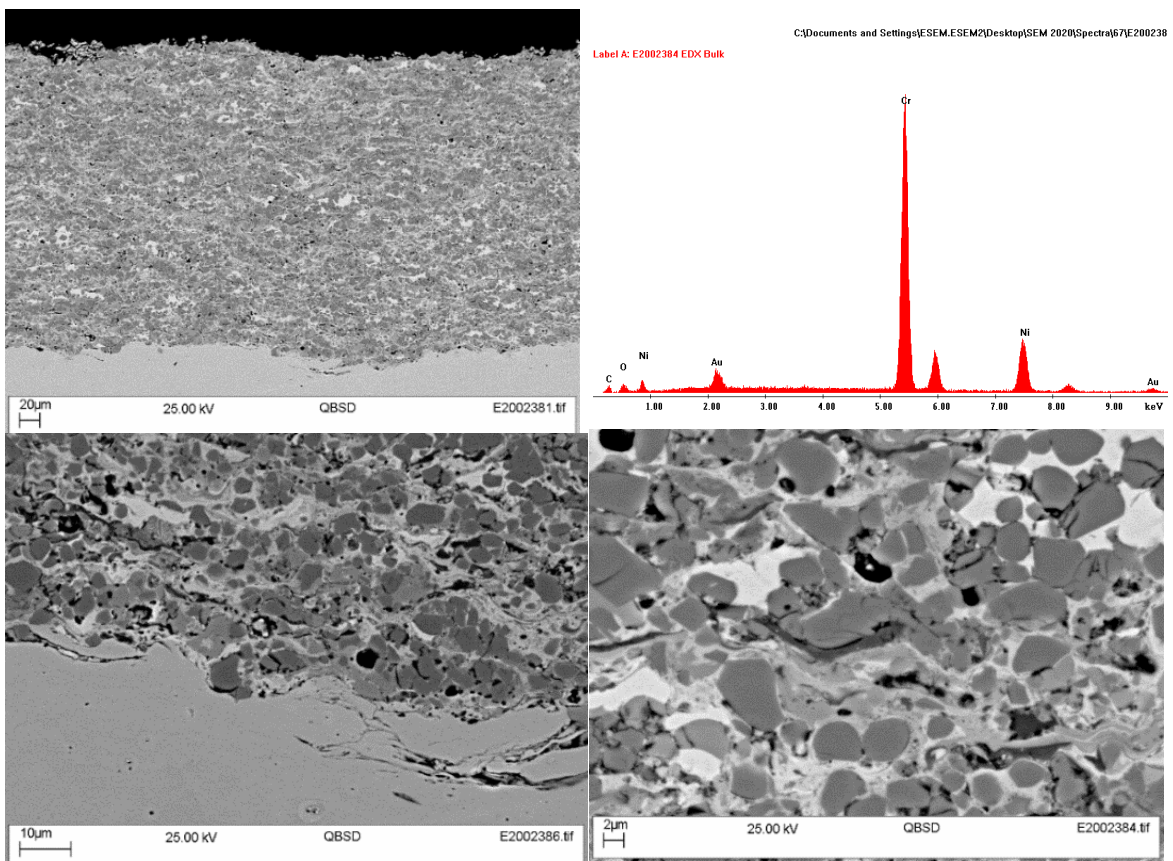 C:\Documents and Settings\ESEM.ESEM2\Desktop\SEM 2020\Spectra\67\E200238
Label A: E2002384 EDX Bulk
Cr
Ni
Au
Ni
O
C
Au
1.00 2.00 3.00 4.00 5.00 6.00 7.00 8.00 9.00 keV
20µm 25.00 kV QBSD E2002381.tif
10µm 25.00 kV QBSD E2002386.tif
2µm 25.00 kV QBSD E2002384.tif